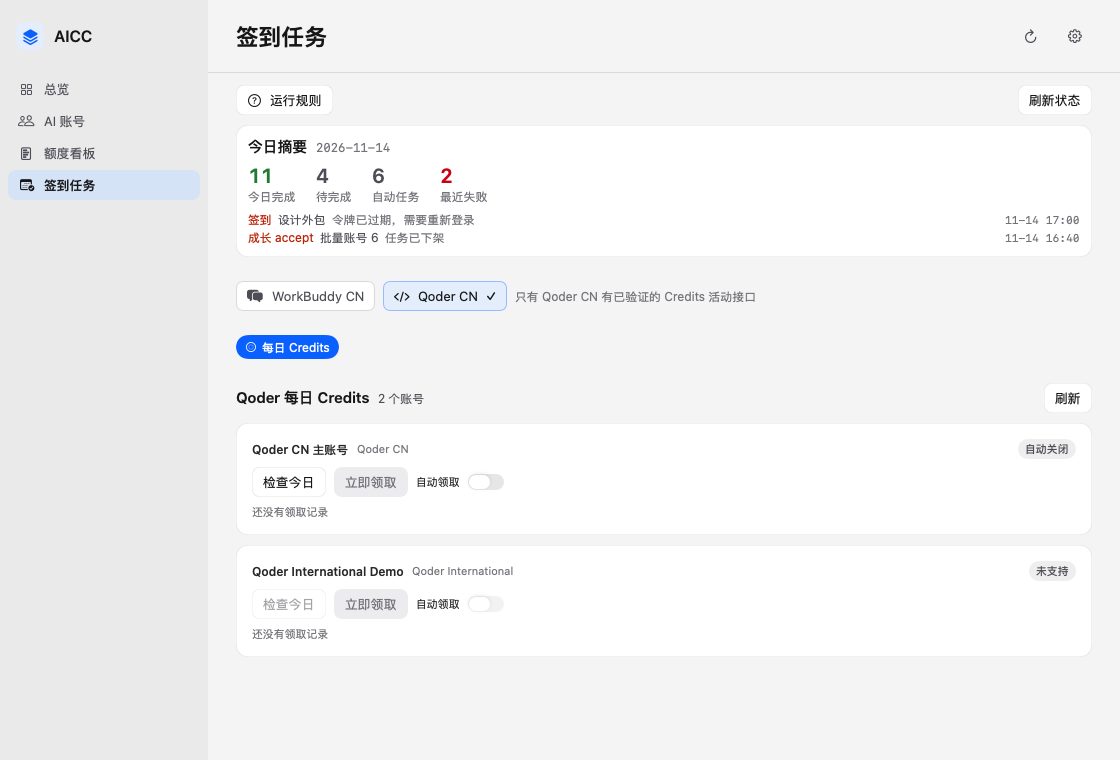 AICC
总览
AI 账号
额度看板
签到任务
签到任务
运行规则
刷新状态
今日摘要 2026-11-14
11 4 6 2
今日完成 待完成 自动任务 最近失败
签到 设计外包 令牌已过期，需要重新登录 11-14 17:00
成长 accept 批量账号 6 任务已下架 11-14 16:40
WorkBuddy CN
Qoder CN
只有 Qoder CN 有已验证的 Credits 活动接口
每日 Credits
Qoder 每日 Credits 2 个账号
刷新
Qoder CN 主账号 Qoder CN
自动关闭
检查今日 立即领取 自动领取
还没有领取记录
Qoder International Demo Qoder International
未支持
检查今日 立即领取 自动领取
还没有领取记录